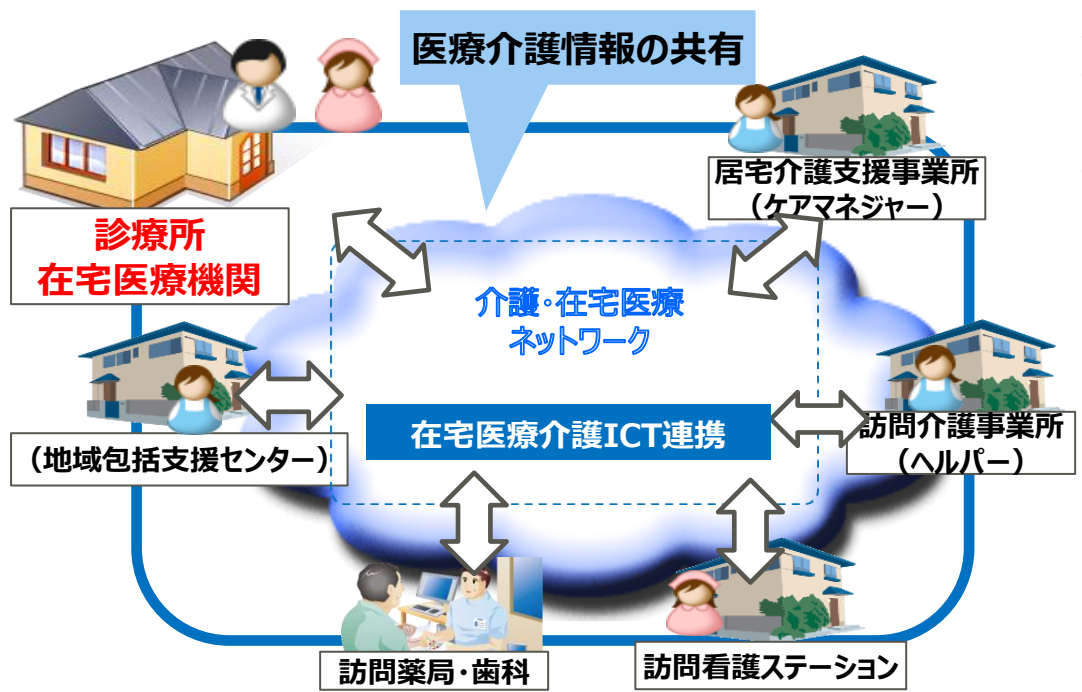 医療介護情報の共有
居宅介護支援事業所
（ケアマネジャー）
診療所
在宅医療機関
介護・在宅医療
ネットワーク
在宅医療介護ICT連携
訪問介護事業所
（ヘルパー）
（地域包括支援センター）
訪問薬局・歯科
訪問看護ステーション